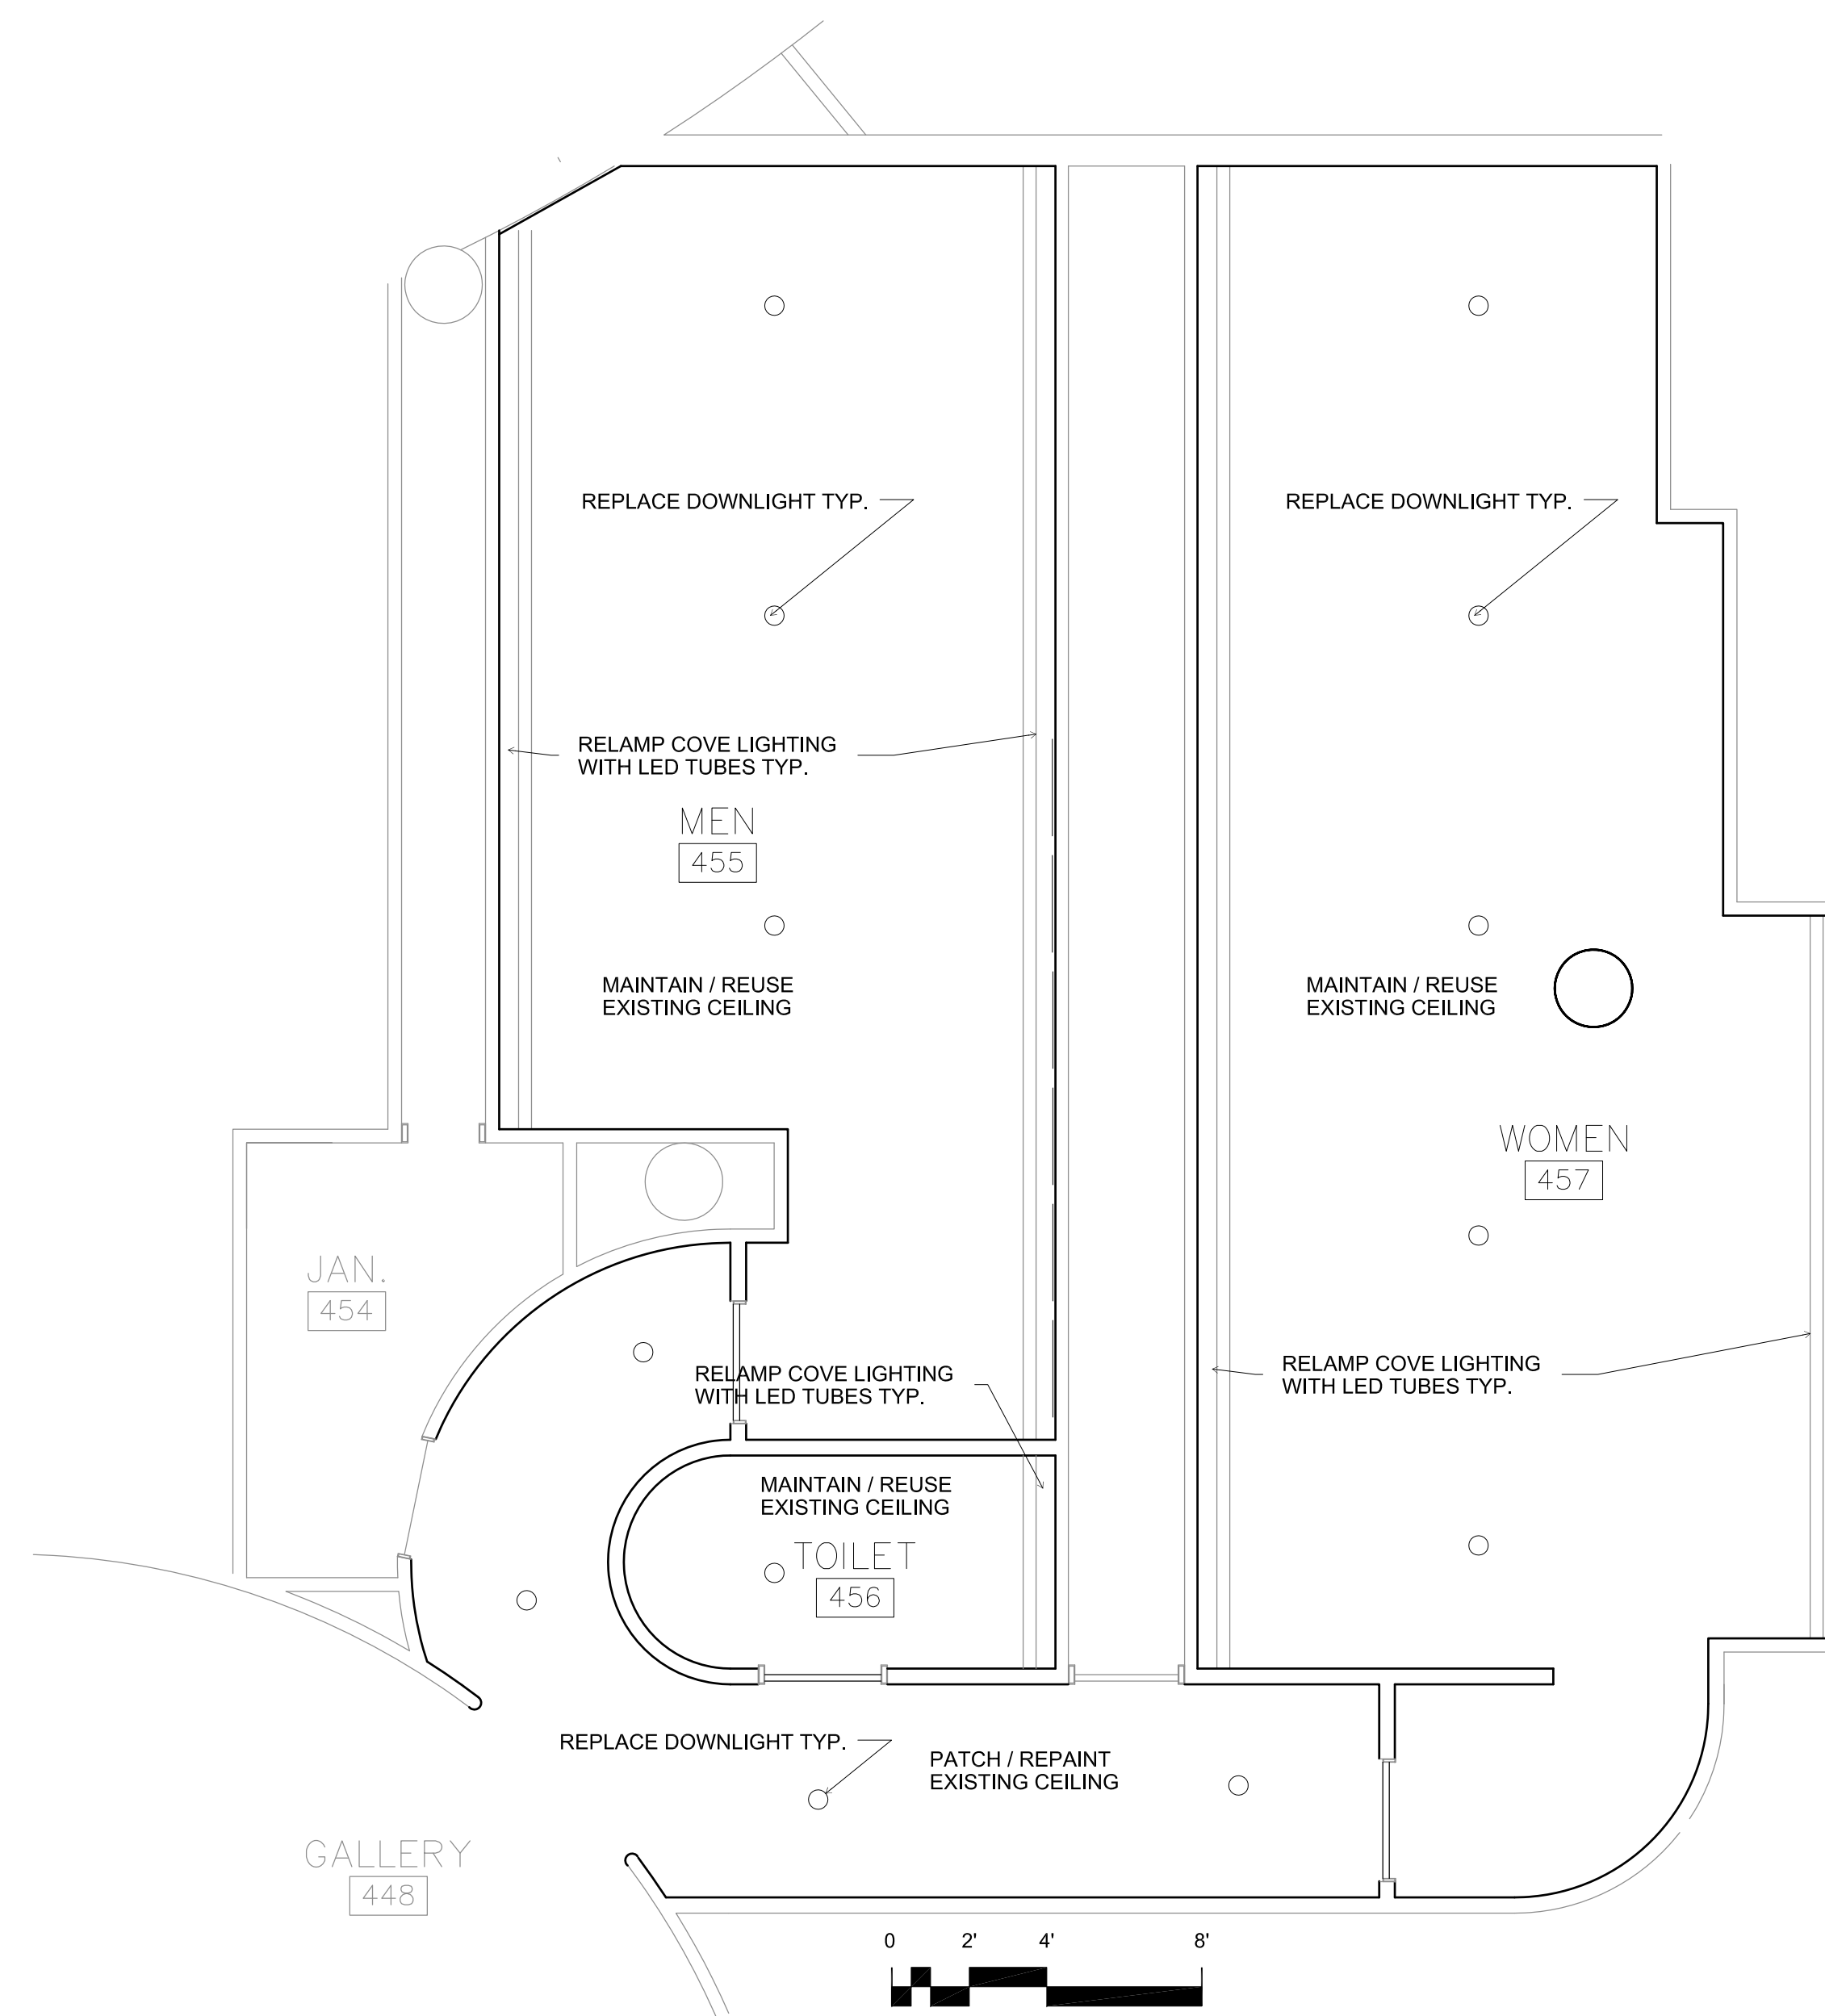 REPLACE DOWNLIGHT TYP.
REPLACE DOWNLIGHT TYP.
RELAMP COVE LIGHTING
WITH LED TUBES TYP.
MEN
455
MAINTAIN / REUSE
EXISTING CEILING
MAINTAIN / REUSE
EXISTING CEILING
WOMEN
457
JAN.
454
RELAMP COVE LIGHTING
WITH LED TUBES TYP.
RELAMP COVE LIGHTING
WITH LED TUBES TYP.
MAINTAIN / REUSE
EXISTING CEILING
TOILET
456
REPLACE DOWNLIGHT TYP.
PATCH / REPAINT
EXISTING CEILING
GALLERY
448
0 2' 4' 8'